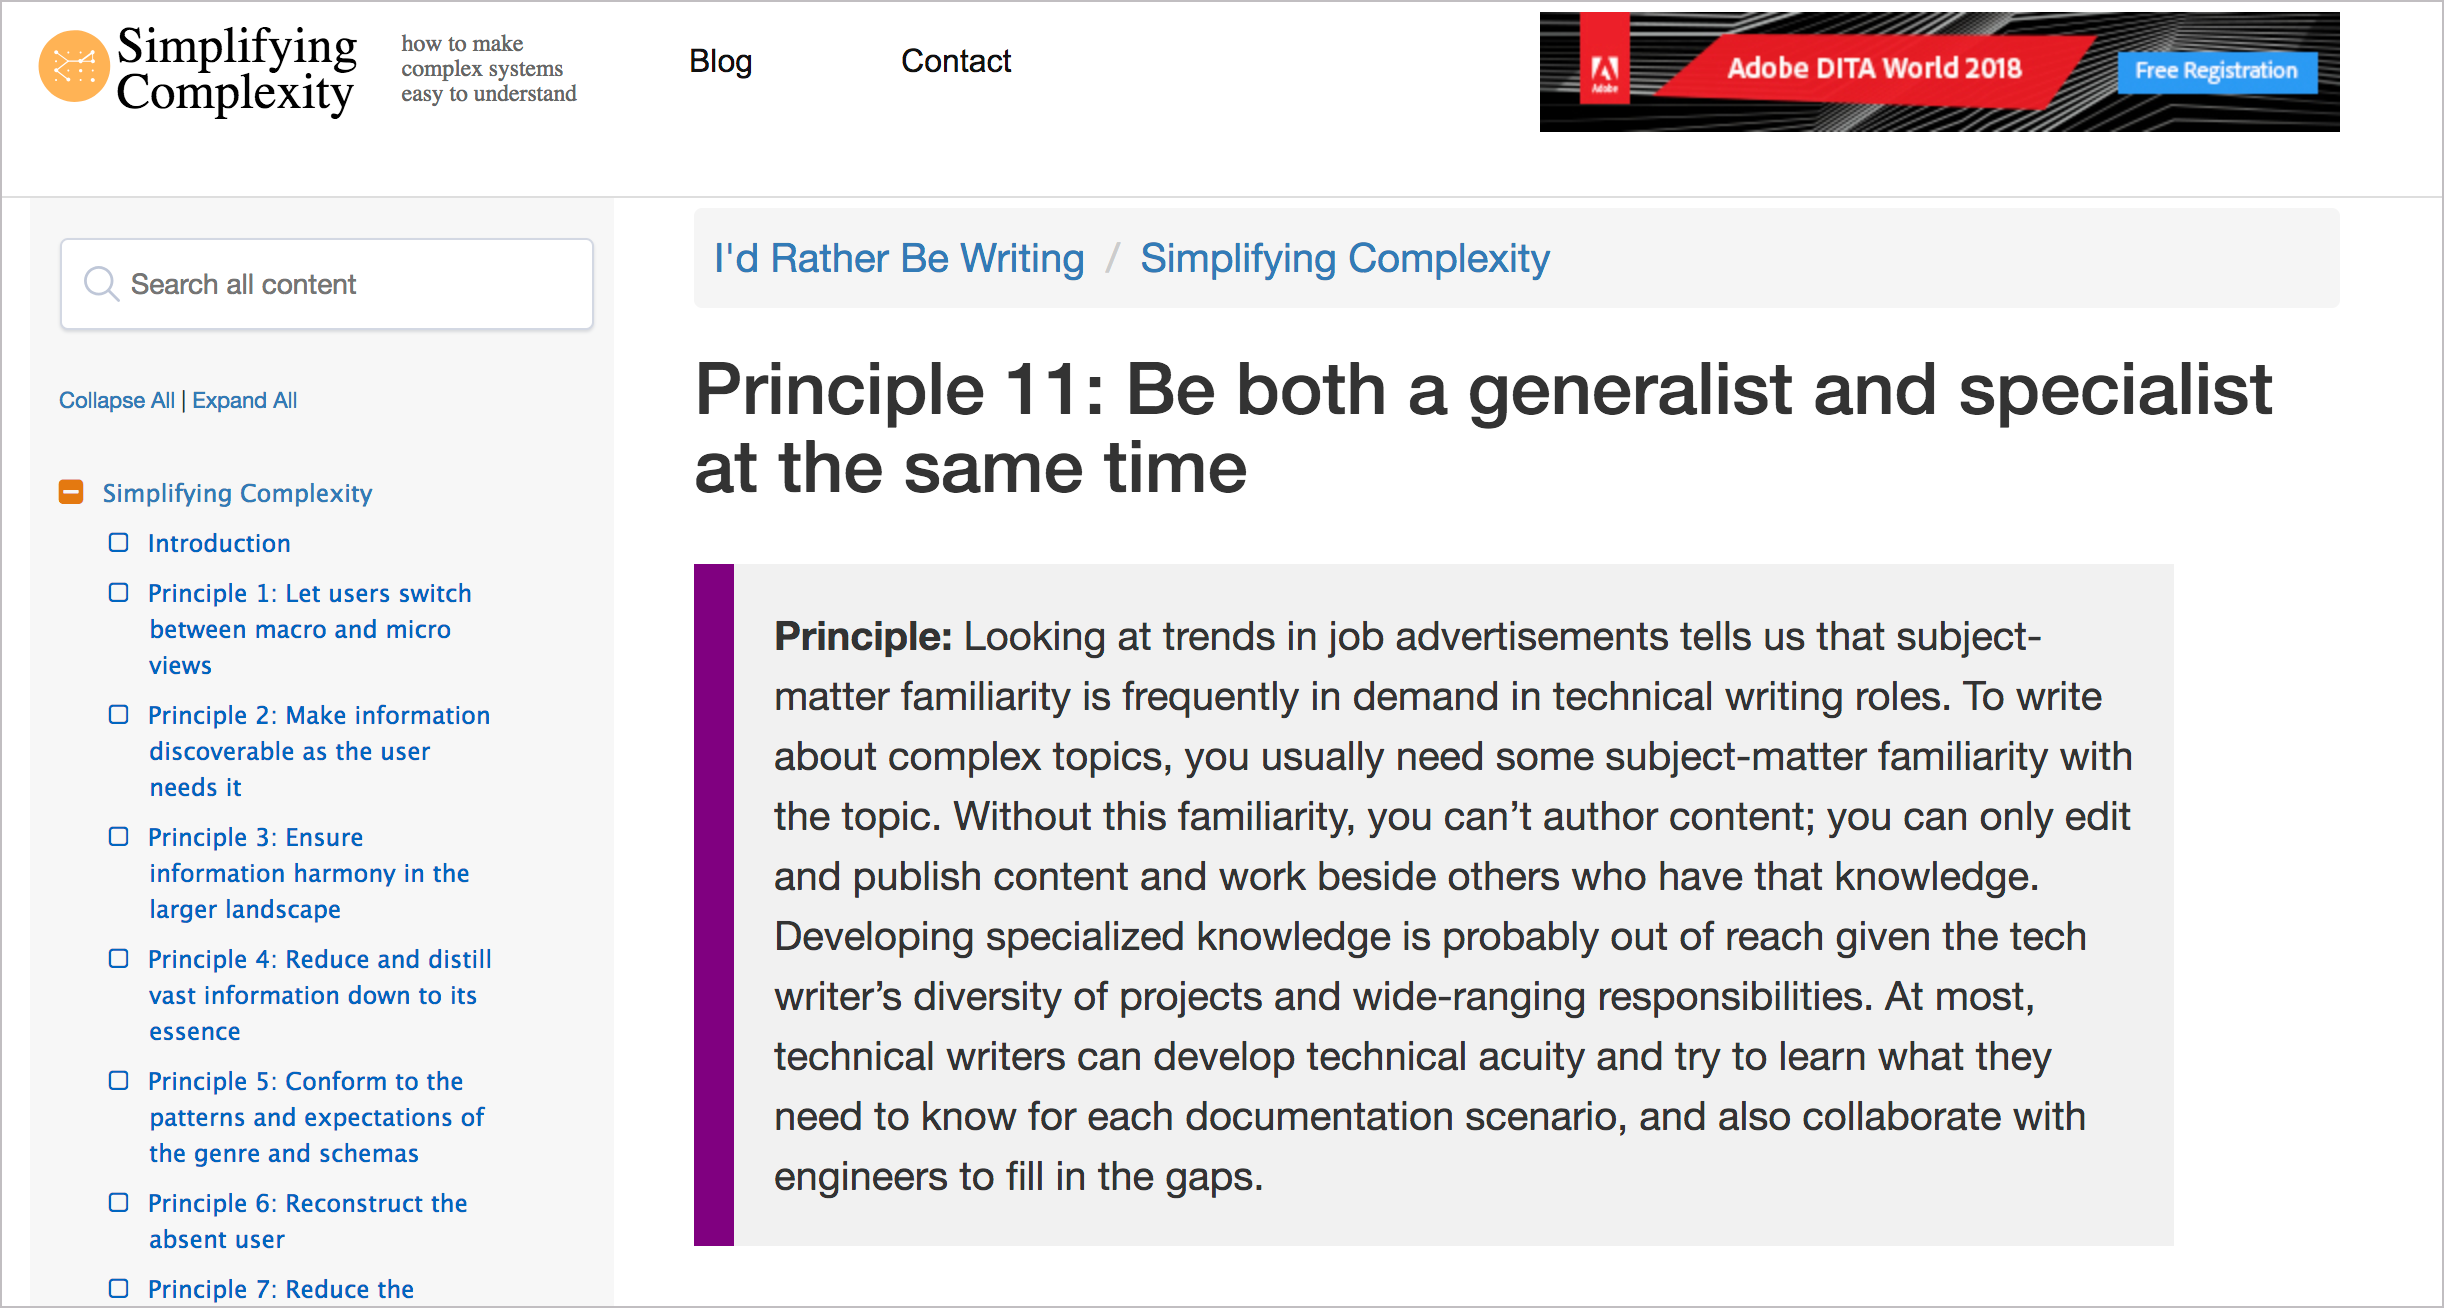 Simplifying
Complexity
how to make
complex systems
easy to understand
Blog
Contact
Adobe
Adobe DITA World 2018
Free Registration
Search all content
Collapse All | Expand All
Simplifying Complexity
Introduction
Principle 1: Let users switch
between macro and micro
views
Principle 2: Make information
discoverable as the user
needs it
Principle 3: Ensure
information harmony in the
larger landscape
Principle 4: Reduce and distill
vast information down to its
essence
Principle 5: Conform to the
patterns and expectations of
the genre and schemas
Principle 6: Reconstruct the
absent user
Principle 7: Reduce the
I'd Rather Be Writing / Simplifying Complexity
Principle 11: Be both a generalist and specialist
at the same time
Principle: Looking at trends in job advertisements tells us that subject-
matter familiarity is frequently in demand in technical writing roles. To write
about complex topics, you usually need some subject-matter familiarity with
the topic. Without this familiarity, you can’t author content; you can only edit
and publish content and work beside others who have that knowledge.
Developing specialized knowledge is probably out of reach given the tech
writer’s diversity of projects and wide-ranging responsibilities. At most,
technical writers can develop technical acuity and try to learn what they
need to know for each documentation scenario, and also collaborate with
engineers to fill in the gaps.